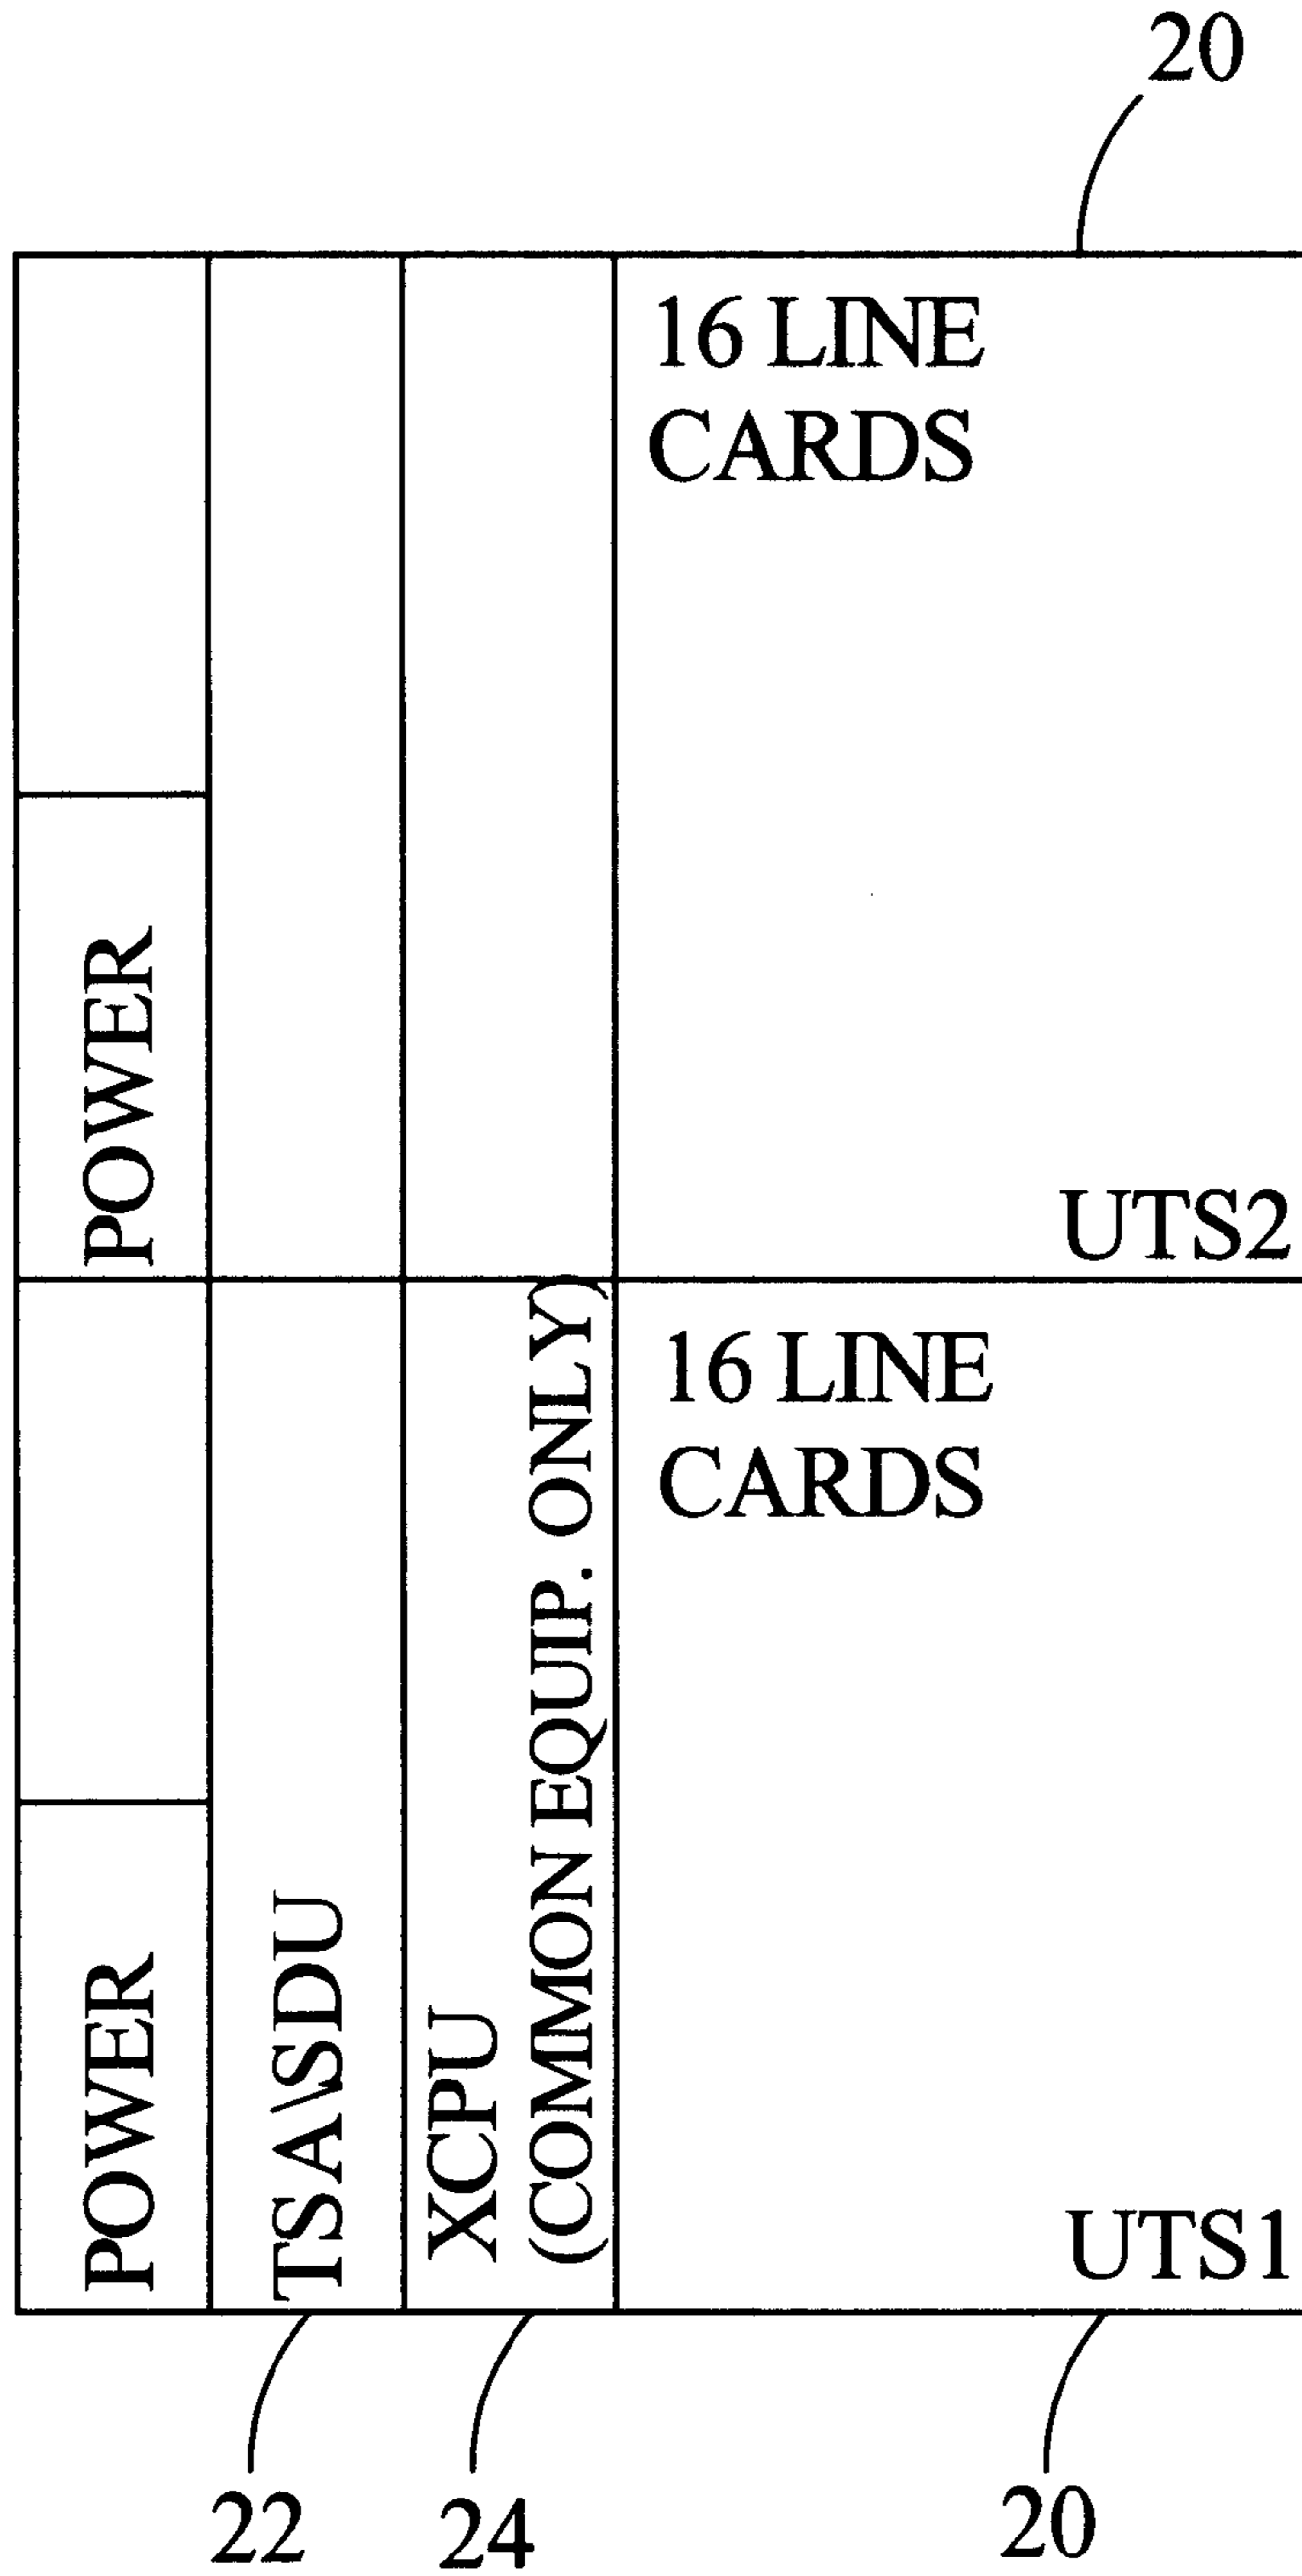 20
16 LINE
CARDS
POWER
UTS2
16 LINE
CARDS
POWER
TSA\SDU
XCPU
(COMMON EQUIP. ONLY)
UTS1
22
24
20